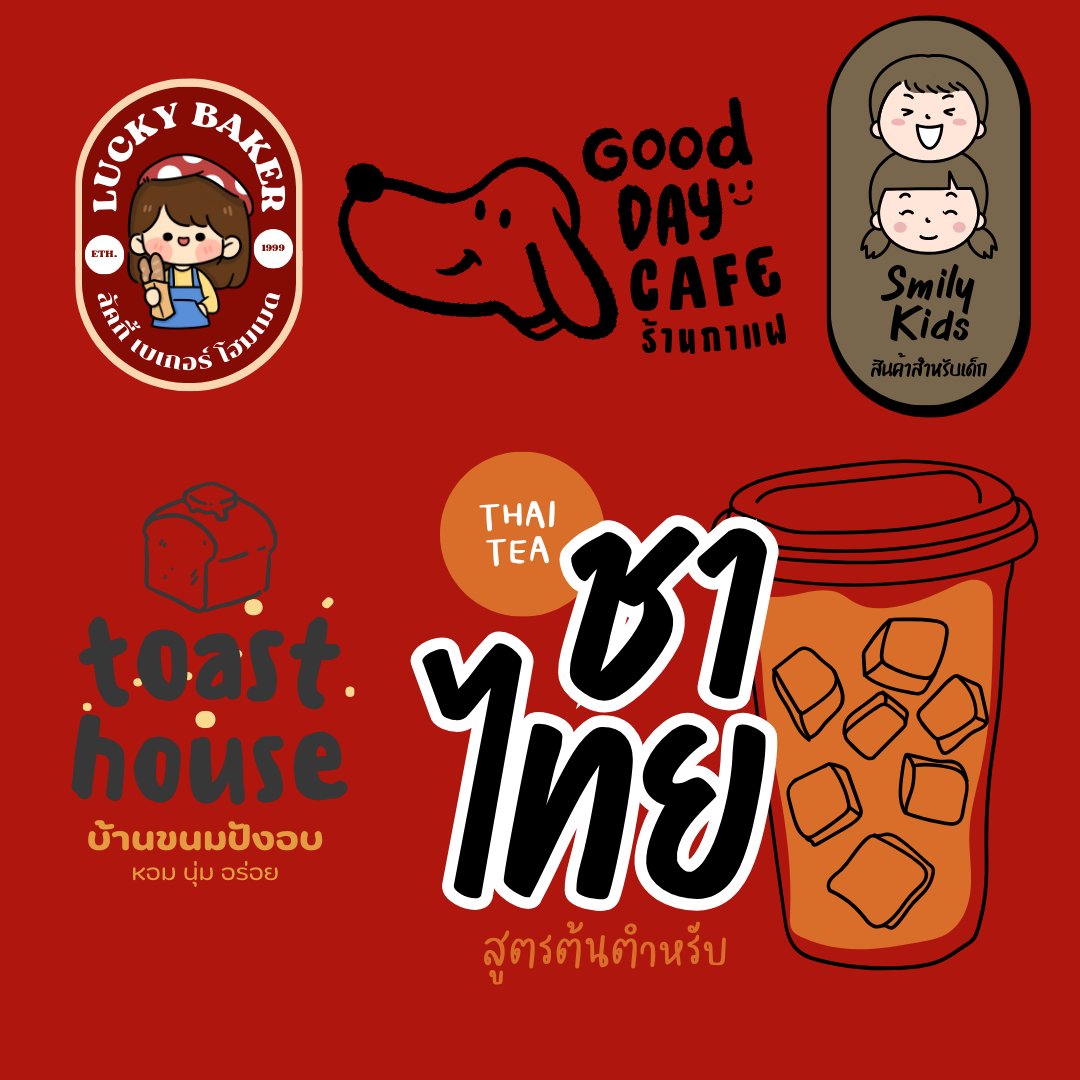 LUCKY BAKER
ETH.
1999
ลัคกี้ เบเกอร์ โฮมเมด
Good
DAY
CAFE
ร้านกาแฟ
Smily
Kids
สินค้าสำหรับเด็ก
toast
house
บ้านขนมปังอบ
หอม นุ่ม อร่อย
THAI
TEA
ชา
ไทย
สูตรต้นตำหรับ